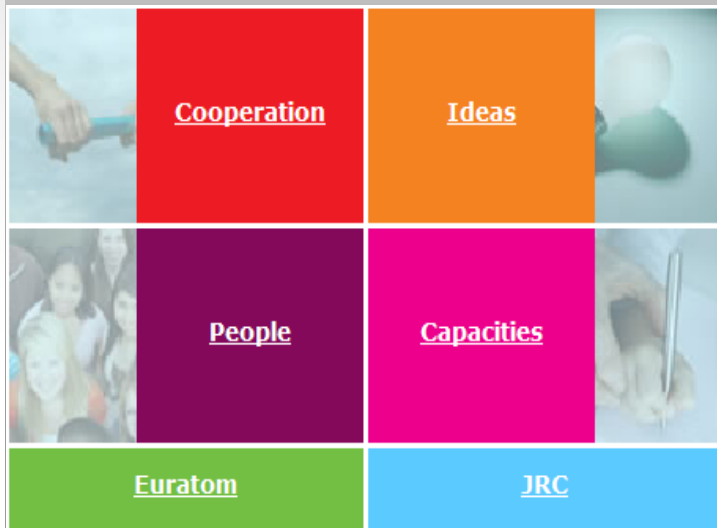 Cooperation
Ideas
People
Capacities
Euratom
JRC